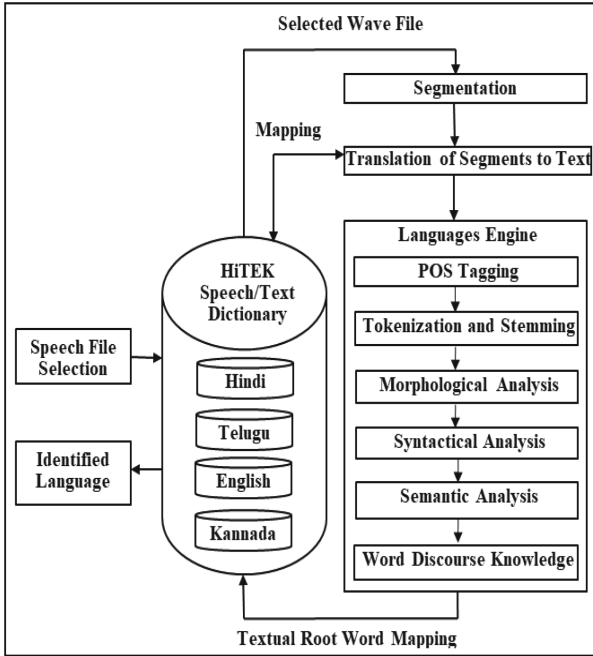 Selected Wave File
Segmentation
Mapping
Translation of Segments to Text
Languages Engine
POS Tagging
Tokenization and Stemming
Morphological Analysis
Syntactical Analysis
Semantic Analysis
Word Discourse Knowledge
HiTEK
Speech/Text
Dictionary
Hindi
Telugu
English
Kannada
Speech File
Selection
Identified
Language
Textual Root Word Mapping